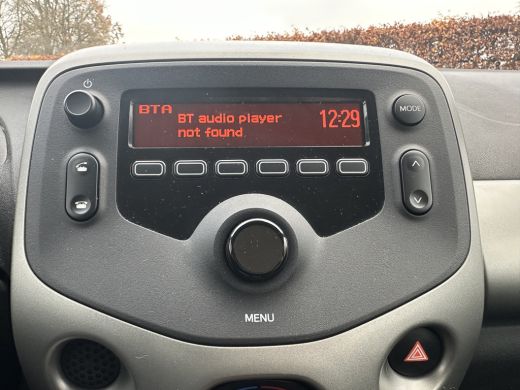 BTA
BT audio player
not found
12:29
MODE
MENU